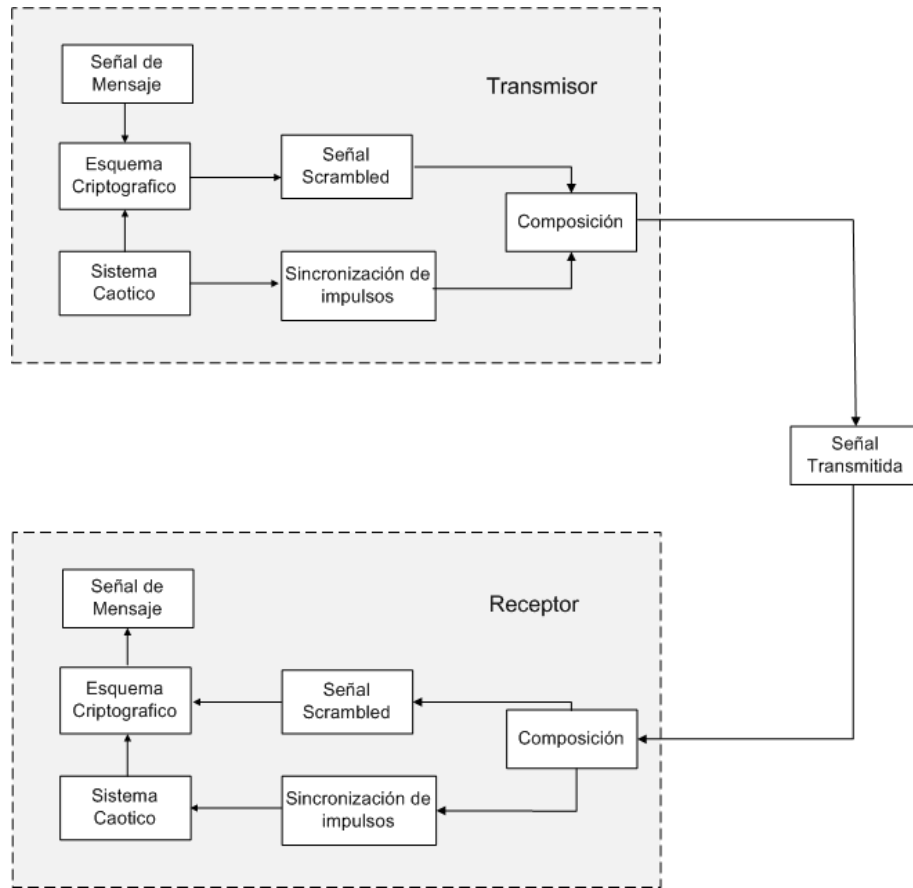 Señal de
Mensaje
Transmisor
Esquema
Criptografico
Señal
Scrambled
Composición
Sistema
Caotico
Sincronización de
impulsos
Señal
Transmitida
Señal de
Mensaje
Receptor
Esquema
Criptografico
Señal
Scrambled
Composición
Sistema
Caotico
Sincronización de
impulsos